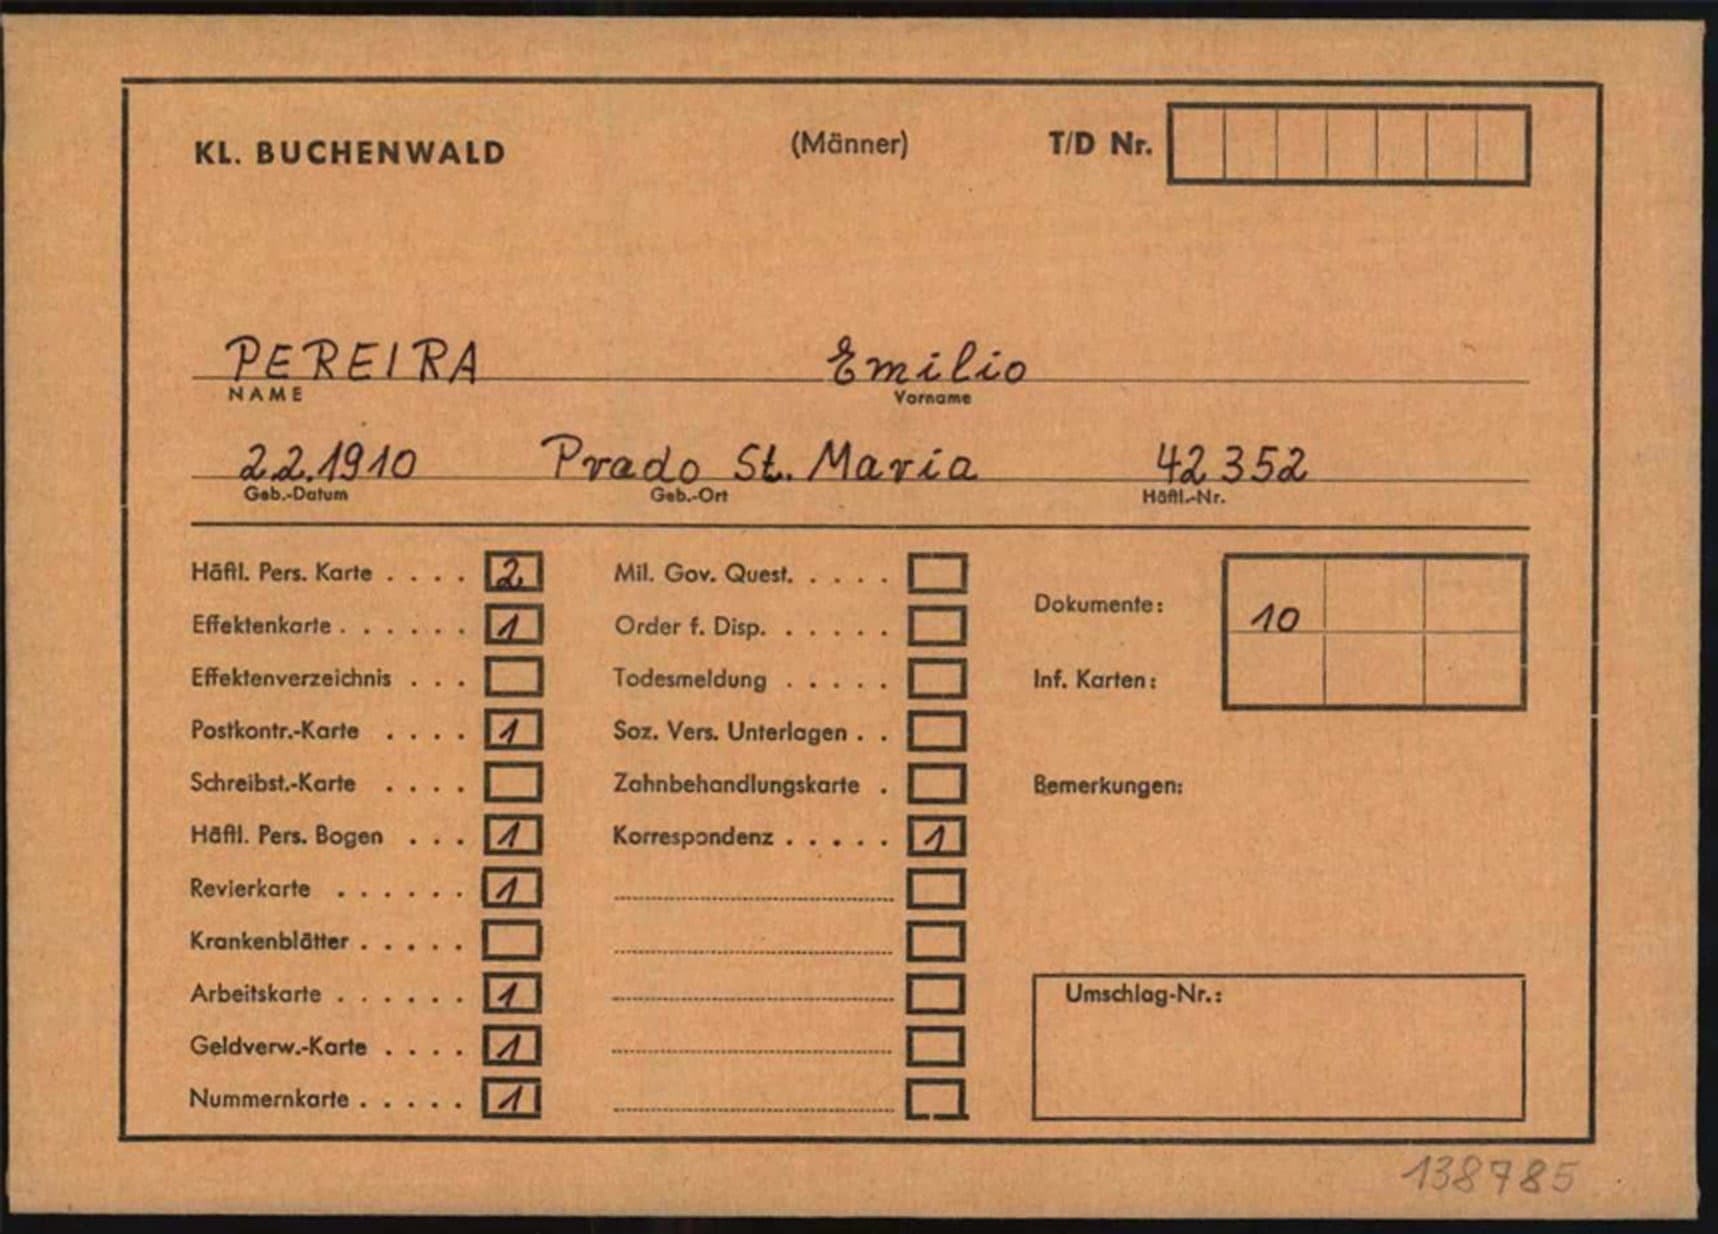 KL. BUCHENWALD (Männer) T/D Nr.
PEREIRA Emilio
NAME Vorname
2.2.1910 Prado St. Maria 42352
Geb.-Datum Geb.-Ort Häftl.-Nr.
Häftl. Pers. Karte . . . . 2 Mil. Gov. Quest. . . . . .
Dokumente: 10
Effektenkarte . . . . . . 1 Order f. Disp. . . . . . .
Effektenverzeichnis . . . Todesmeldung . . . . . Inf. Karten:
Postkontr.-Karte . . . . 1 Soz. Vers. Unterlagen . .
Schreibst.-Karte . . . . Zahnbehandlungskarte . Bemerkungen:
Häftl. Pers. Bogen . . . 1 Korrespondenz . . . . . 1
Revierkarte . . . . . . 1
Krankenblätter . . . . .
Arbeitskarte . . . . . . 1 Umschlag-Nr.:
Geldverw.-Karte . . . . 1
Nummernkarte . . . . . 1
138785